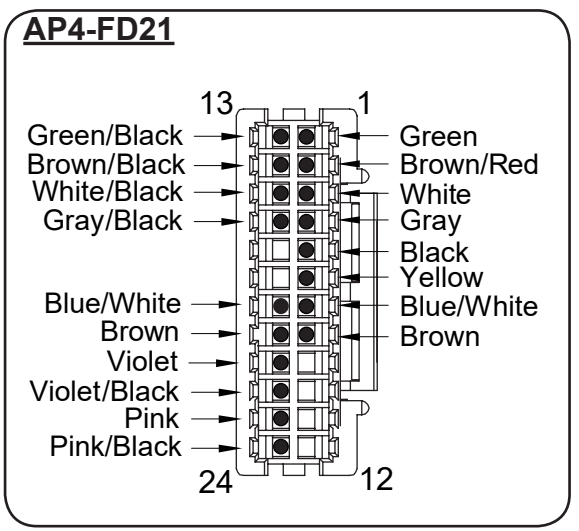 AP4-FD21
13 1
Green/Black Green
Brown/Black Brown/Red
White/Black White
Gray/Black Gray
Black
Yellow
Blue/White Blue/White
Brown Brown
Violet
Violet/Black
Pink
Pink/Black
24 12